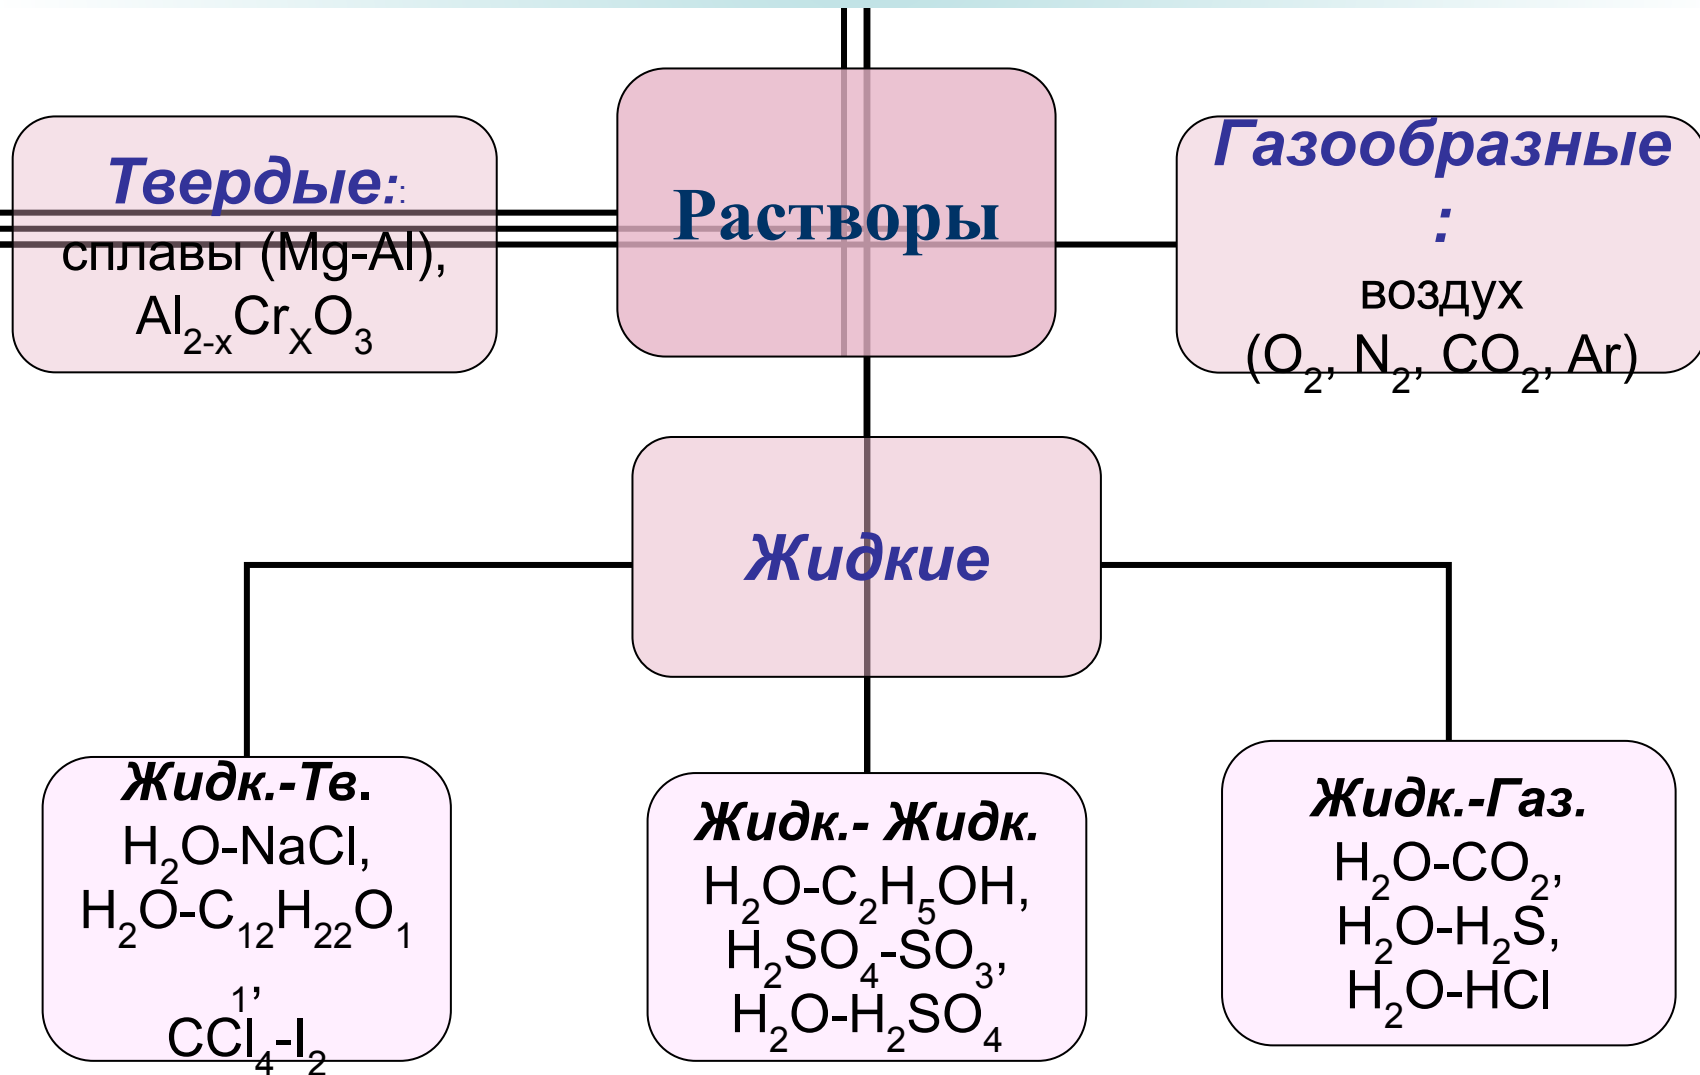 Растворы
Твердые::
сплавы (Mg-Al),
Al₂₋ₓCrₓO₃
Газообразные
:
воздух
(O₂, N₂, CO₂, Ar)
Жидкие
Жидк.-Тв.
H₂O-NaCl,
H₂O-C₁₂H₂₂O₁
₁,
CCl₄-I₂
Жидк.- Жидк.
H₂O-C₂H₅OH,
H₂SO₄-SO₃,
H₂O-H₂SO₄
Жидк.-Газ.
H₂O-CO₂,
H₂O-H₂S,
H₂O-HCl